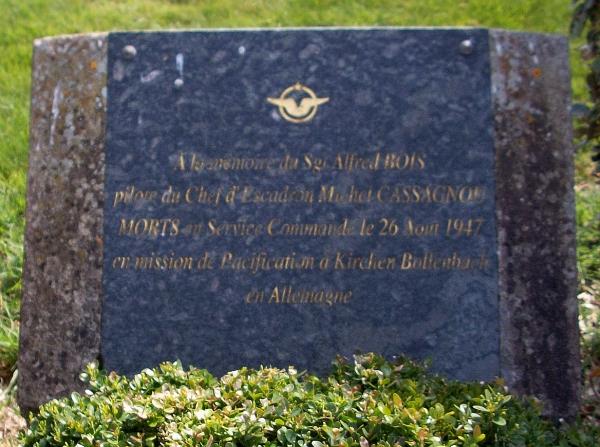 À la mémoire du Sgt Alfred BOIS
pilote du Chef d'Escadron Michel CASSAGNOU
MORTS en Service Commandé le 26 Aout 1947
en mission de Pacification à Kirchen Bollenbach
en Allemagne